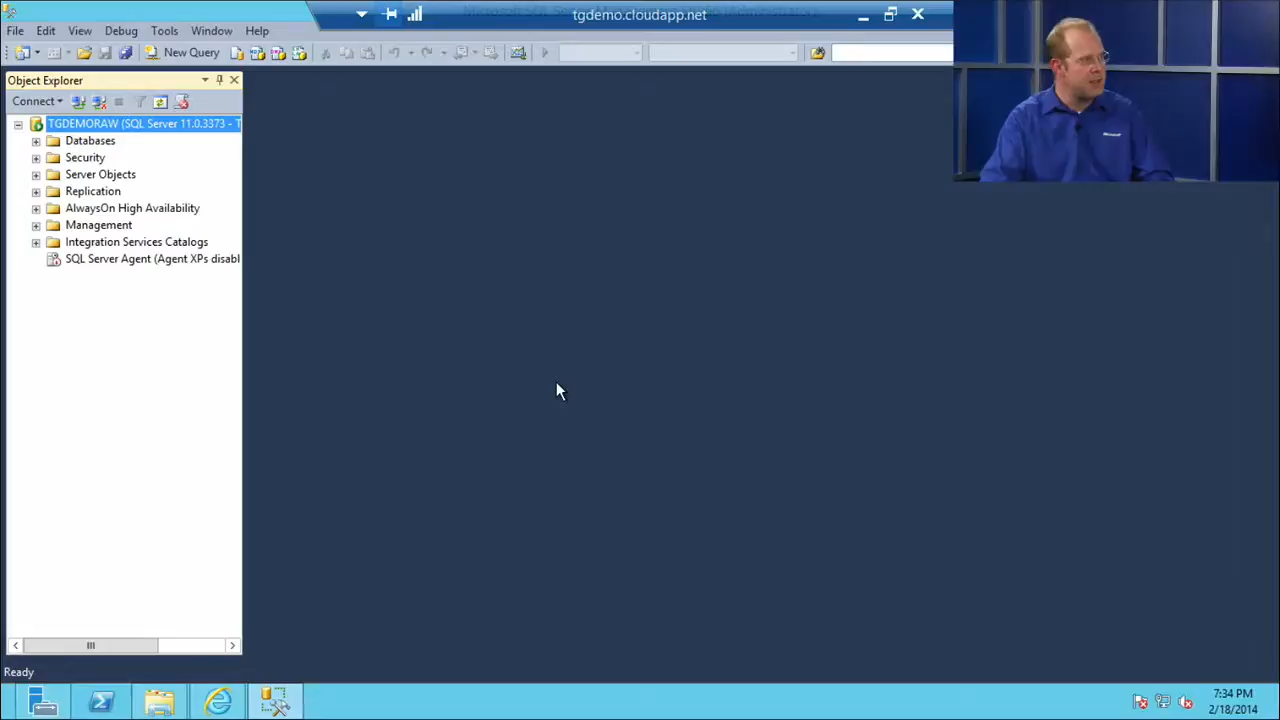 tgdemo.cloudapp.net
File Edit View Debug Tools Window Help
New Query
Object Explorer
Connect
TGDEMORAW (SQL Server 11.0.3373 - T
Databases
Security
Server Objects
Replication
AlwaysOn High Availability
Management
Integration Services Catalogs
SQL Server Agent (Agent XPs disabl
Ready
7:34 PM
2/18/2014